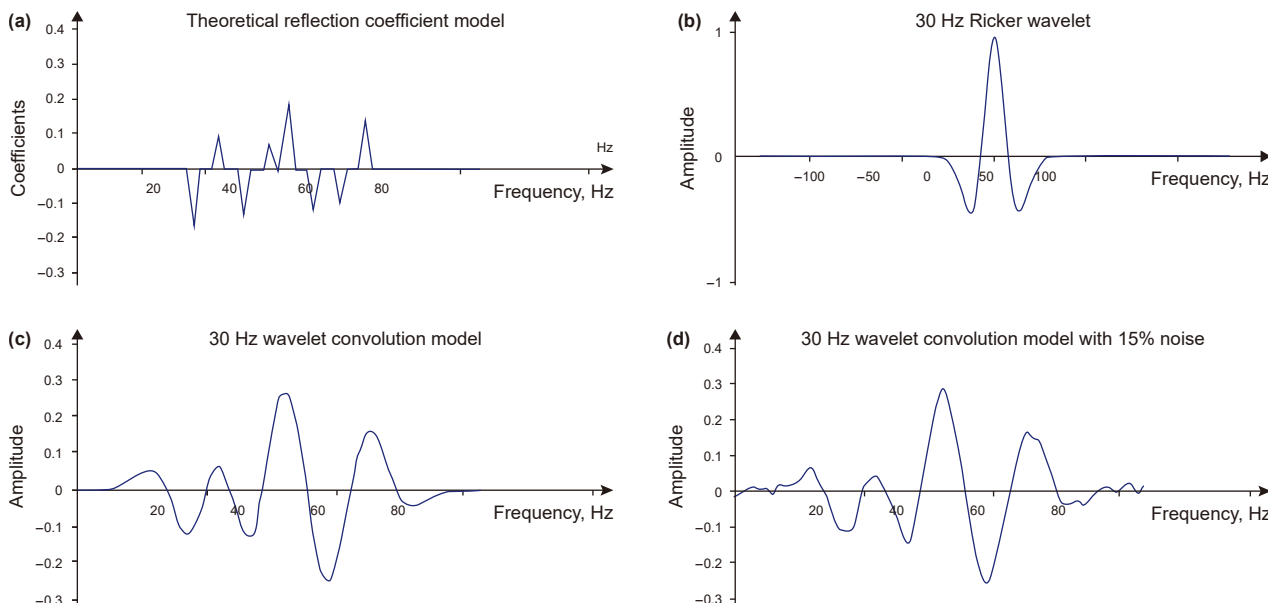 (a) Theoretical reflection coefficient model
0.4
0.3
0.2
0.1
0
–0.1
–0.2
–0.3
Coefficients
20 40 60 80
Hz
Frequency, Hz
(b) 30 Hz Ricker wavelet
1
0
–1
Amplitude
–100 –50 0 50 100
Frequency, Hz
(c) 30 Hz wavelet convolution model
0.4
0.3
0.2
0.1
0
–0.1
–0.2
–0.3
Amplitude
20 40 60 80
Frequency, Hz
(d) 30 Hz wavelet convolution model with 15% noise
0.4
0.3
0.2
0.1
0
–0.1
–0.2
–0.3
Amplitude
20 40 60 80
Frequency, Hz